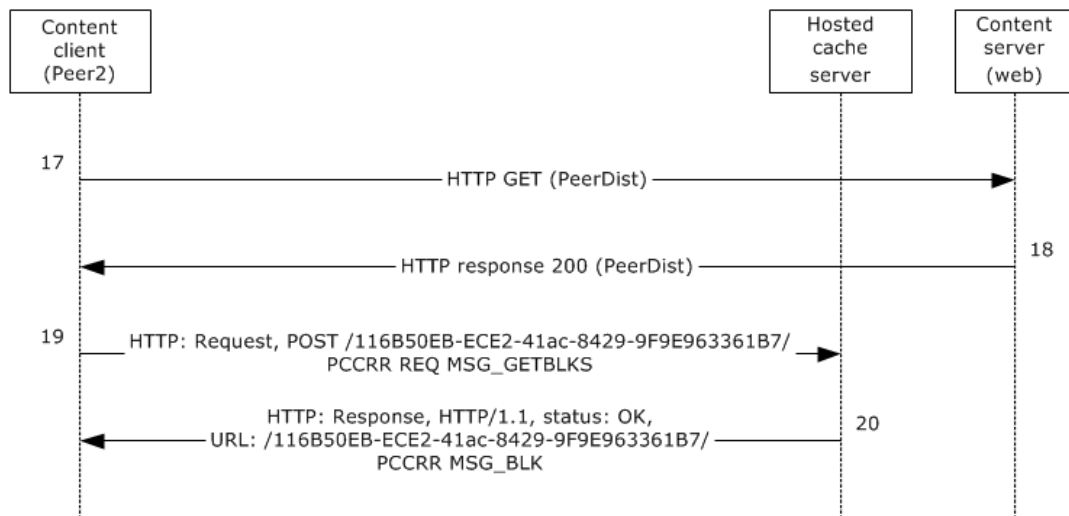 Content
client
(Peer2)
Hosted
cache
server
Content
server
(web)
17
HTTP GET (PeerDist)
18
HTTP response 200 (PeerDist)
19
HTTP: Request, POST /116B50EB-ECE2-41ac-8429-9F9E963361B7/
PCCRR REQ MSG_GETBLKS
HTTP: Response, HTTP/1.1, status: OK,
20
URL: /116B50EB-ECE2-41ac-8429-9F9E963361B7/
PCCRR MSG_BLK